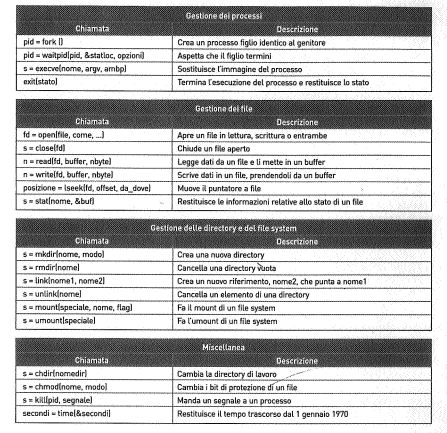 Gestione dei processi
Chiamata Descrizione
pid = fork () Crea un processo figlio identico al genitore
pid = waitpid(pid, &statloc, opzioni) Aspetta che il figlio termini
s = execve(nome, argv, ambp) Sostituisce l'immagine del processo
exit(stato) Termina l'esecuzione del processo e restituisce lo stato
Gestione dei file
Chiamata Descrizione
fd = open(file, come, ...) Apre un file in lettura, scrittura o entrambe
s = close(fd) Chiude un file aperto
n = read(fd, buffer, nbyte) Legge dati da un file e li mette in un buffer
n = write(fd, buffer, nbyte) Scrive dati in un file, prendendoli da un buffer
posizione = lseek(fd, offset, da_dove) Muove il puntatore a file
s = stat(nome, &buf) Restituisce le informazioni relative allo stato di un file
Gestione delle directory e del file system
Chiamata Descrizione
s = mkdir(nome, modo) Crea una nuova directory
s = rmdir(nome) Cancella una directory vuota
s = link(nome1, nome2) Crea un nuovo riferimento, nome2, che punta a nome1
s = unlink(nome) Cancella un elemento di una directory
s = mount(speciale, nome, flag) Fa il mount di un file system
s = umount(speciale) Fa l'umount di un file system
Miscellanea
Chiamata Descrizione
s = chdir(nomedir) Cambia la directory di lavoro
s = chmod(nome, modo) Cambia i bit di protezione di un file
s = kill(pid, segnale) Manda un segnale a un processo
secondi = time(&secondi) Restituisce il tempo trascorso dal 1 gennaio 1970